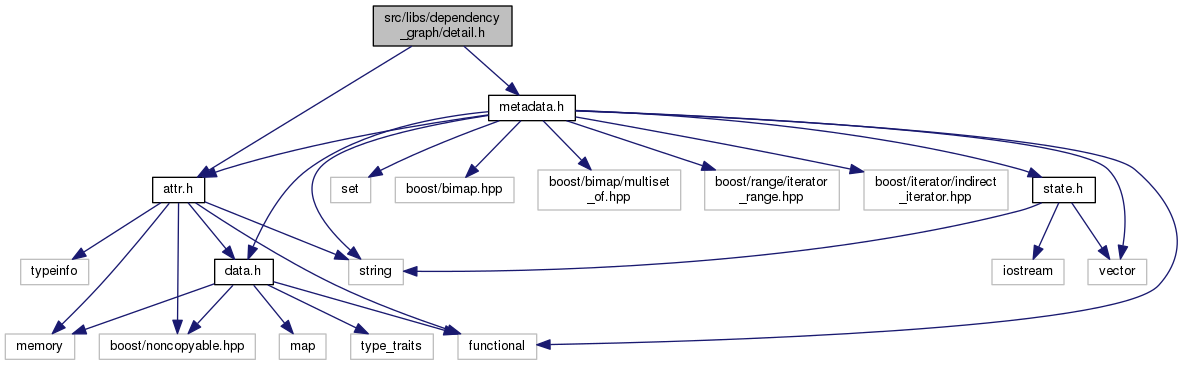 src/libs/dependency
_graph/detail.h
metadata.h
attr.h
set
boost/bimap.hpp
boost/bimap/multiset
_of.hpp
boost/range/iterator
_range.hpp
boost/iterator/indirect
_iterator.hpp
state.h
typeinfo
data.h
string
iostream
vector
memory
boost/noncopyable.hpp
map
type_traits
functional